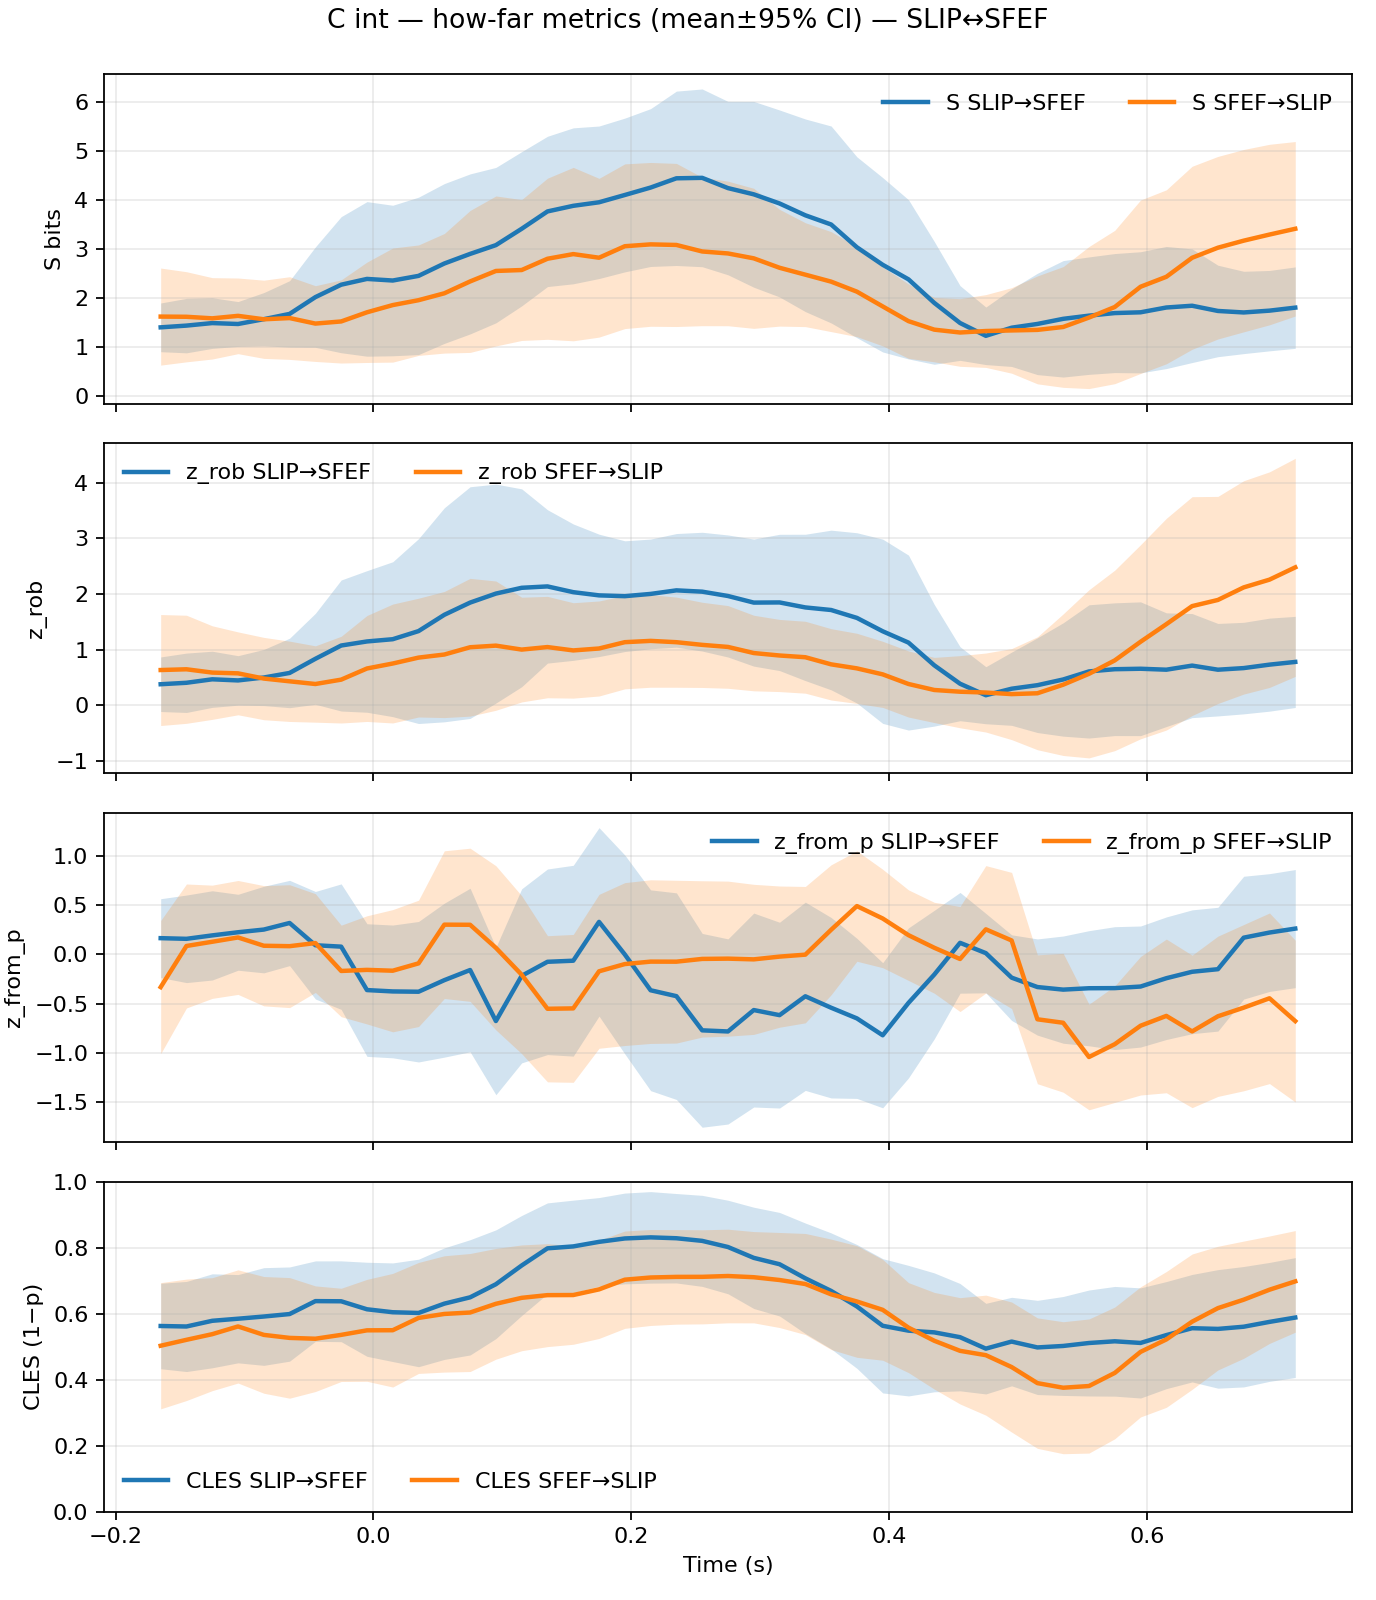 C int — how-far metrics (mean±95% CI) — SLIP↔SFEF
S SLIP→SFEF S SFEF→SLIP
6
5
4
3
2
1
0
S bits
z_rob SLIP→SFEF z_rob SFEF→SLIP
4
3
2
1
0
−1
z_rob
z_from_p SLIP→SFEF z_from_p SFEF→SLIP
1.0
0.5
0.0
−0.5
−1.0
−1.5
z_from_p
1.0
0.8
0.6
0.4
0.2
0.0
CLES (1−p)
CLES SLIP→SFEF CLES SFEF→SLIP
−0.2 0.0 0.2 0.4 0.6
Time (s)